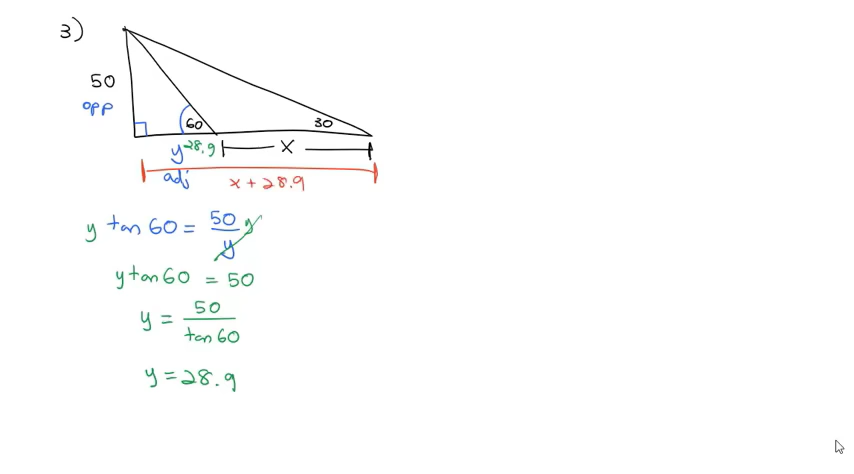 3)
50
opp
60
30
y 28.9
x
adj
x + 28.9
y tan 60 = 50/y y
y tan 60 = 50
y = 50/tan 60
y = 28.9